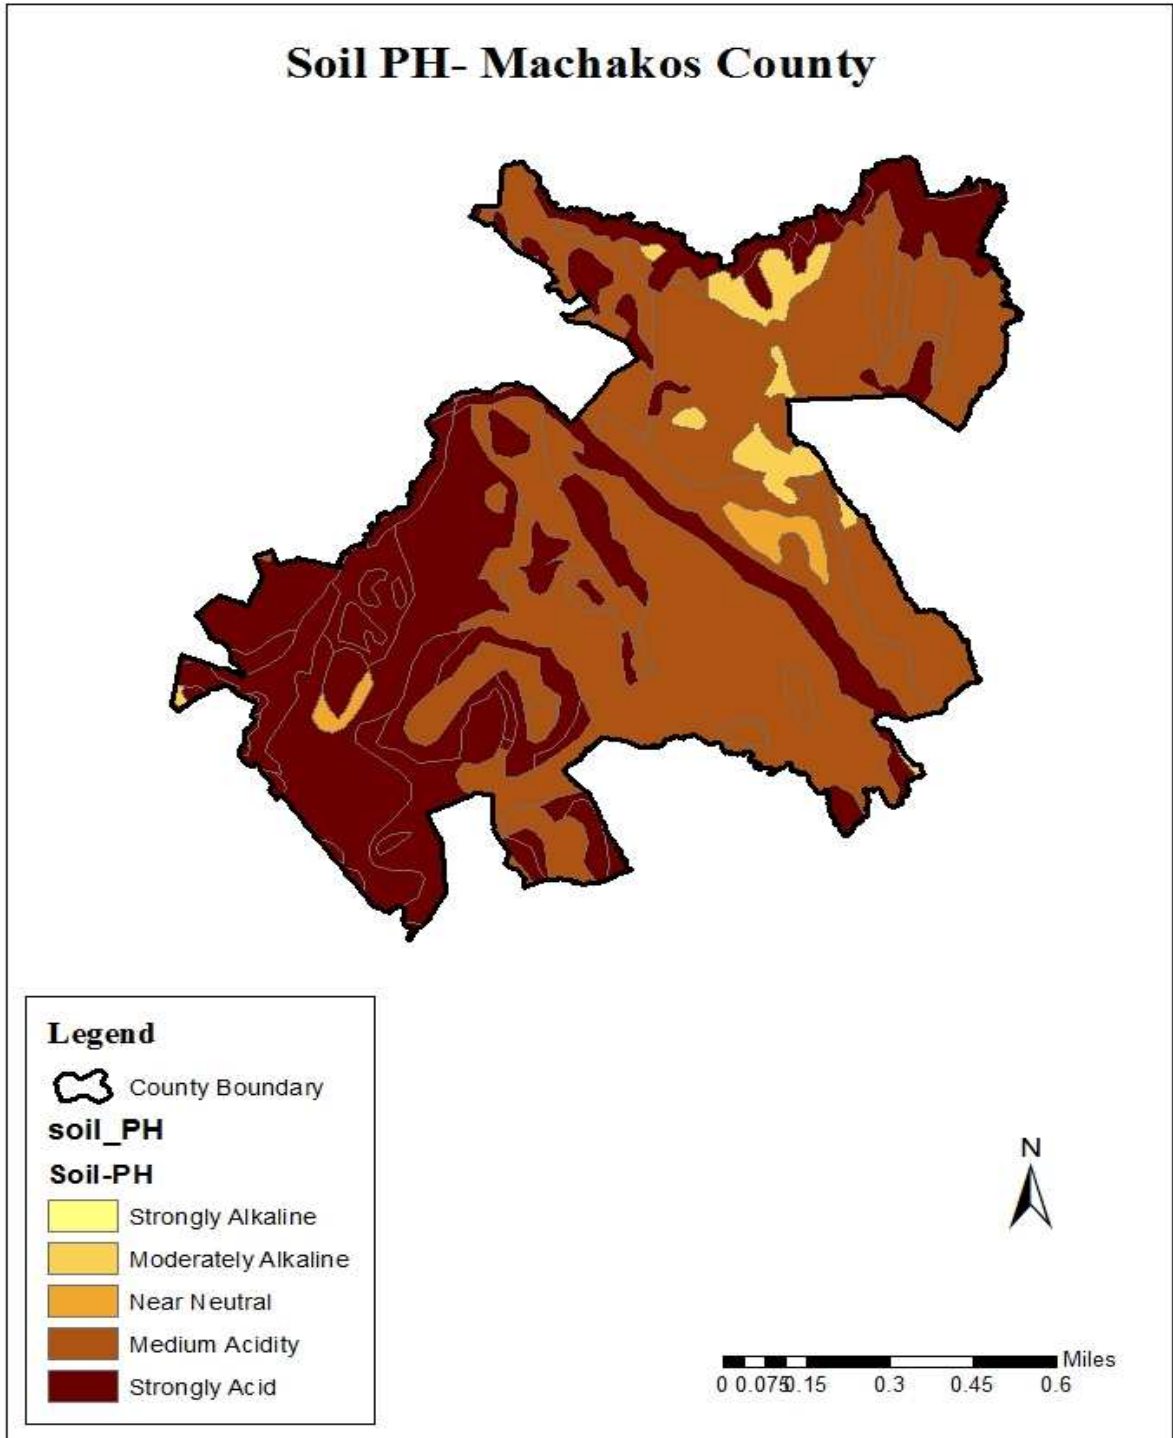 Soil PH- Machakos County
Legend
County Boundary
soil_PH
Soil-PH
Strongly Alkaline
Moderately Alkaline
Near Neutral
Medium Acidity
Strongly Acid
N
Miles
0 0.075 0.15 0.3 0.45 0.6